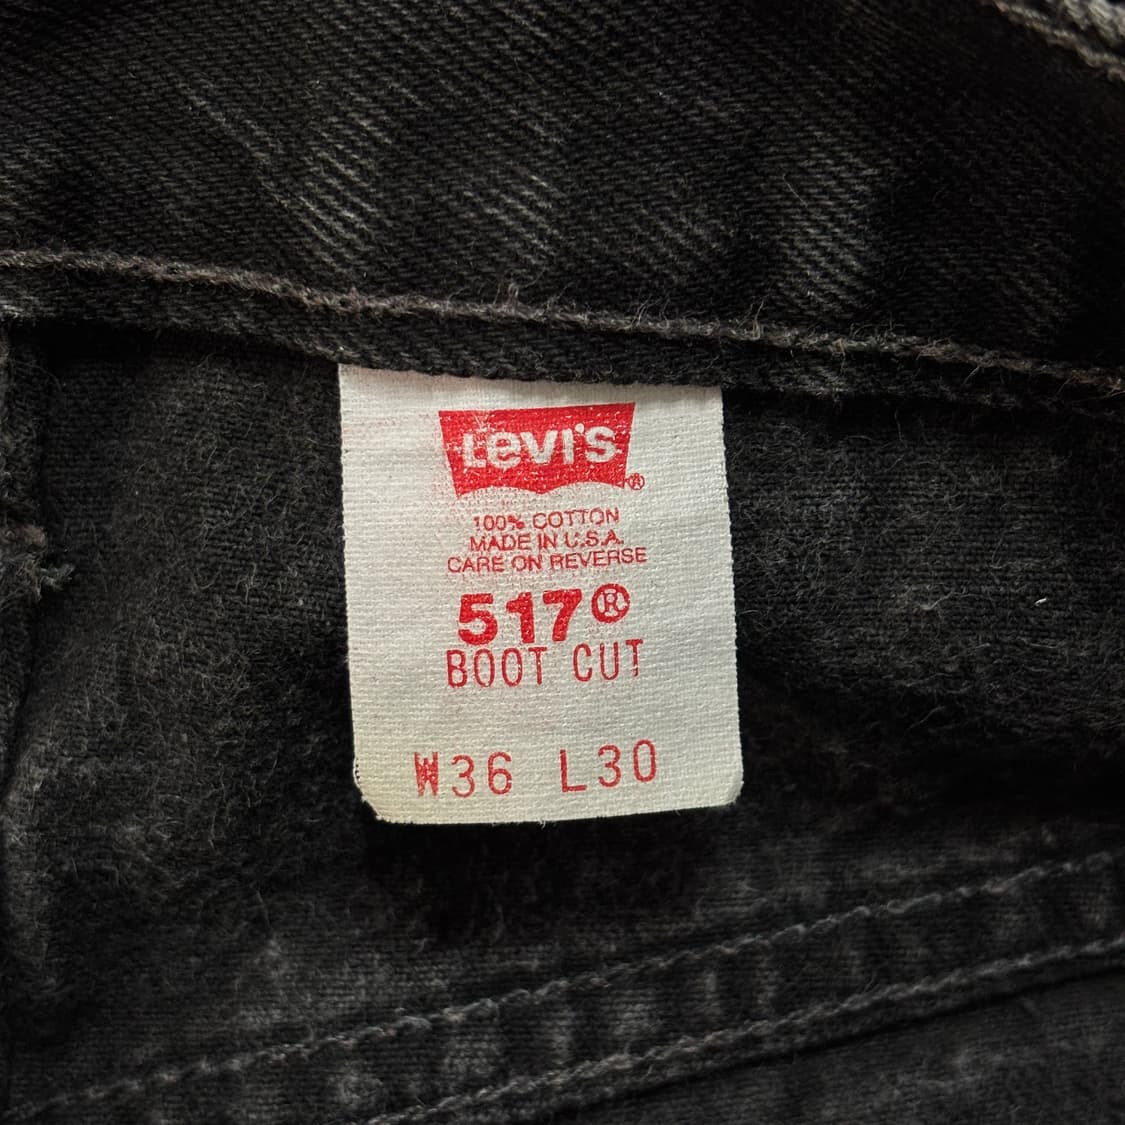 Levi's ®
100% COTTON
MADE IN U.S.A.
CARE ON REVERSE
517®
BOOT CUT
W36 L30